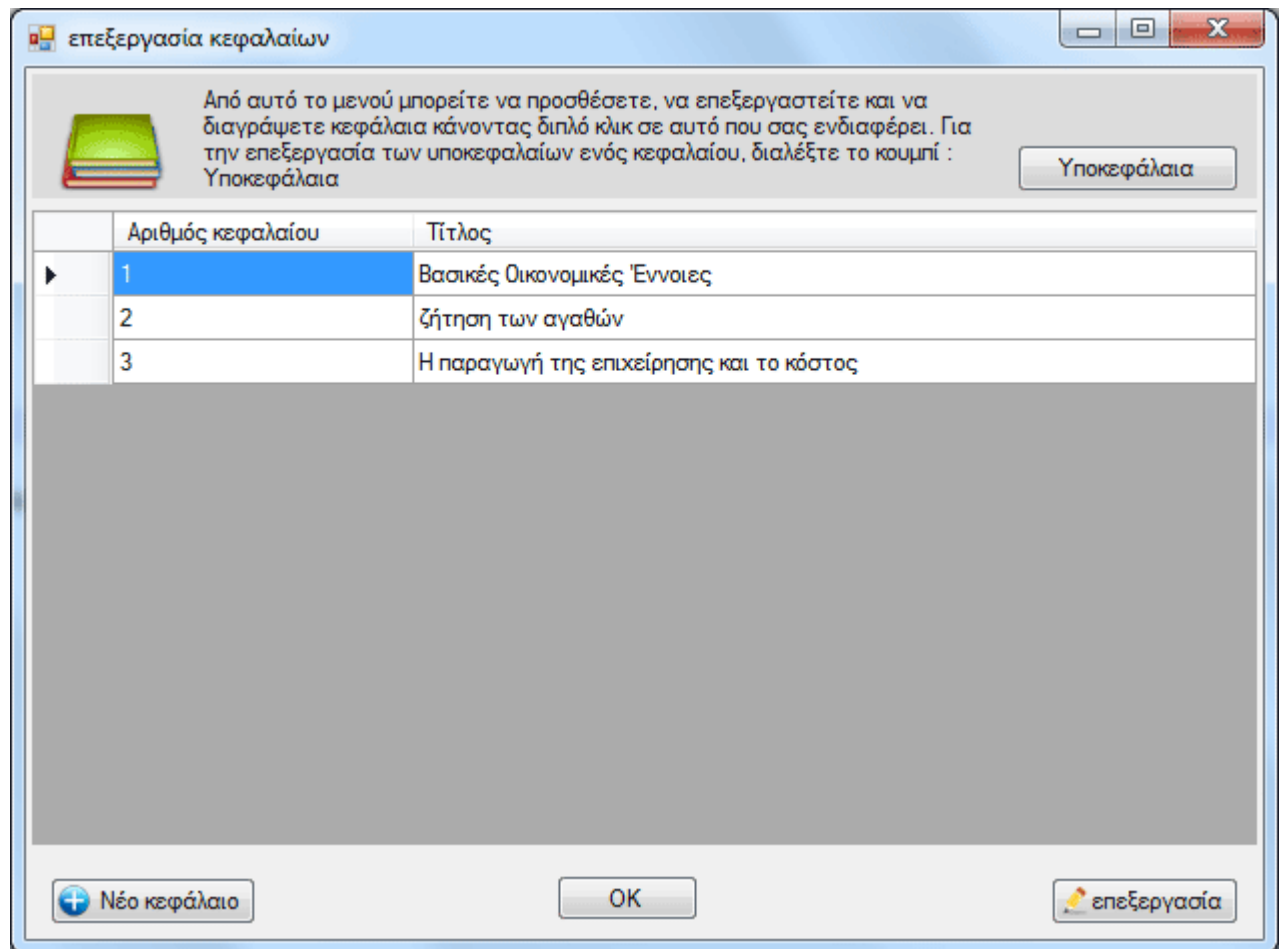 επεξεργασία κεφαλαίων
Από αυτό το μενού μπορείτε να προσθέσετε, να επεξεργαστείτε και να
διαγράψετε κεφάλαια κάνοντας διπλό κλικ σε αυτό που σας ενδιαφέρει. Για
την επεξεργασία των υποκεφαλαίων ενός κεφαλαίου, διαλέξτε το κουμπί :
Υποκεφάλαια
Υποκεφάλαια
Αριθμός κεφαλαίου Τίτλος
1 Βασικές Οικονομικές Έννοιες
2 ζήτηση των αγαθών
3 Η παραγωγή της επιχείρησης και το κόστος
Νέο κεφάλαιο OK επεξεργασία